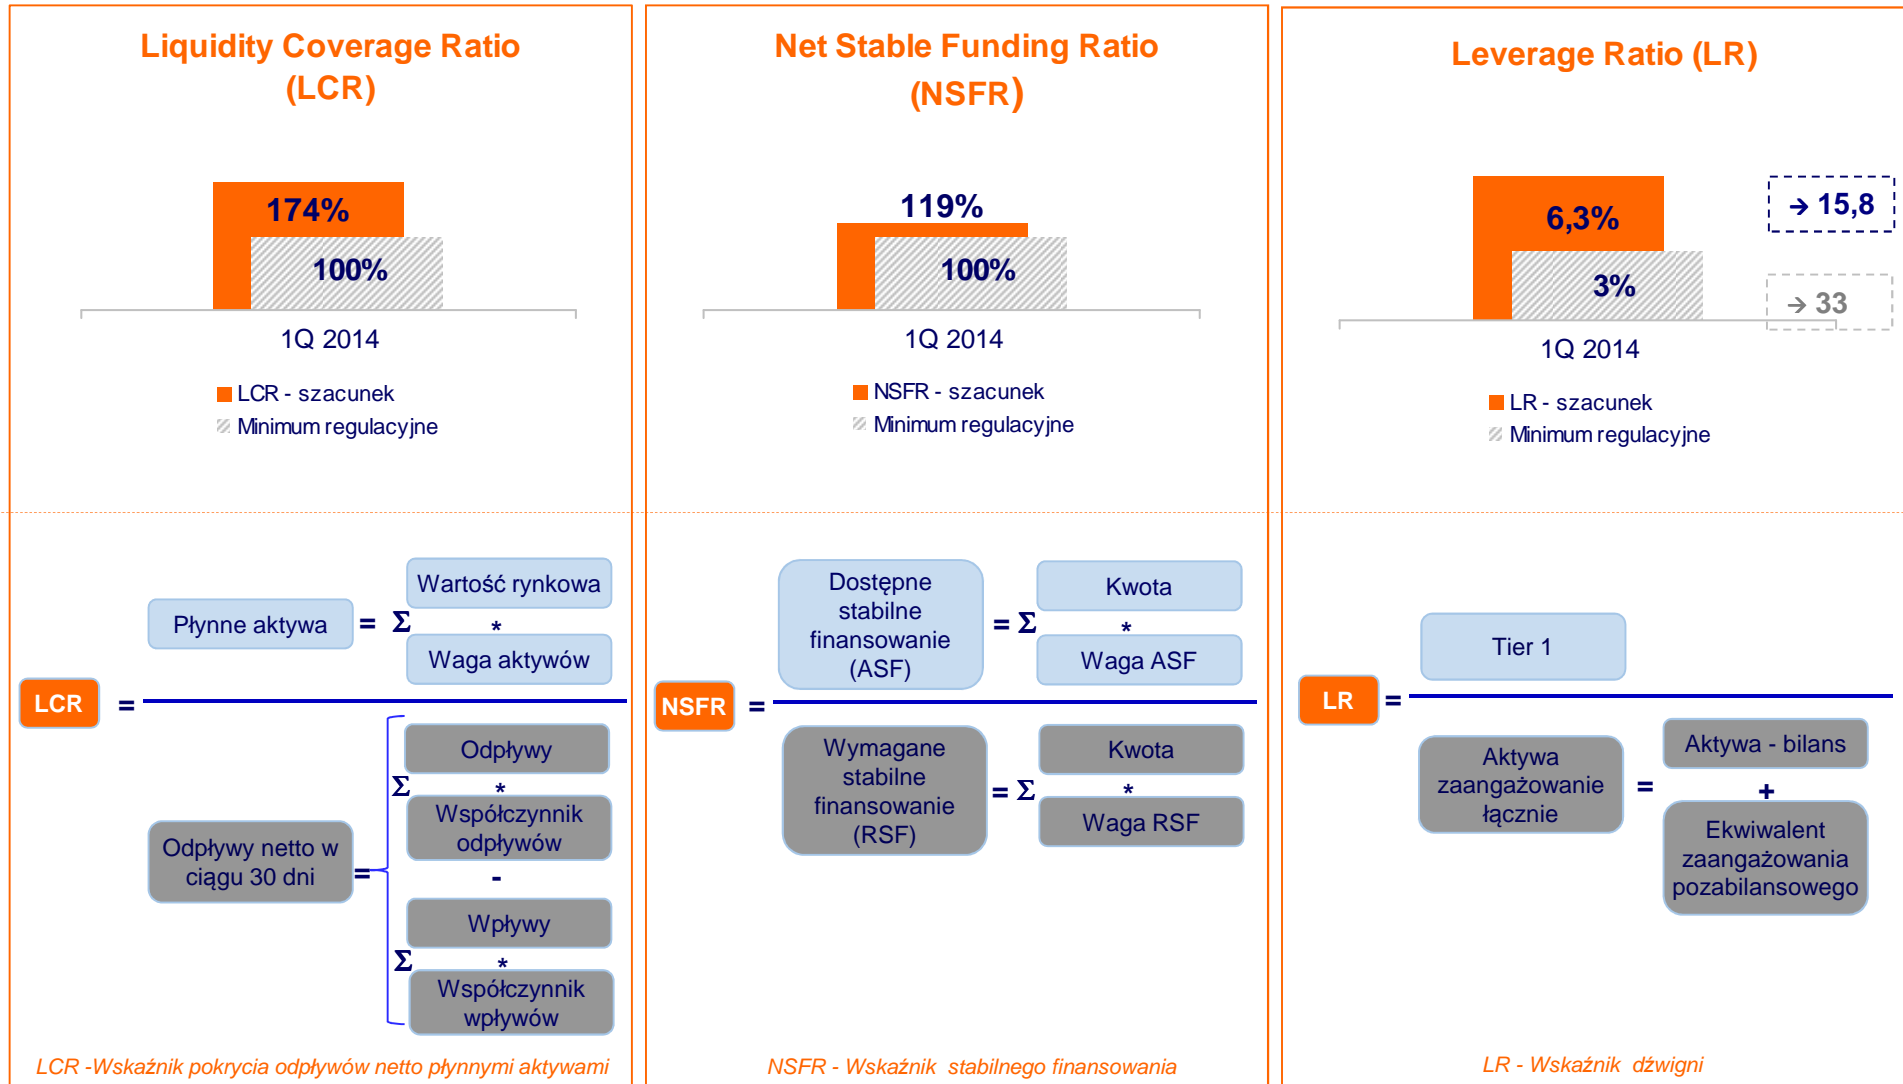 Liquidity Coverage Ratio
(LCR)
174%
100%
1Q 2014
LCR - szacunek
Minimum regulacyjne
Płynne aktywa
= Σ
Wartość rynkowa
*
Waga aktywów
LCR
=
Odpływy netto w
ciągu 30 dni
=
Σ
Odpływy
*
Współczynnik
odpływów
-
Σ
Wpływy
*
Współczynnik
wpływów
LCR -Wskaźnik pokrycia odpływów netto płynnymi aktywami
Net Stable Funding Ratio
(NSFR)
119%
100%
1Q 2014
NSFR - szacunek
Minimum regulacyjne
Dostępne
stabilne
finansowanie
(ASF)
= Σ
Kwota
*
Waga ASF
NSFR
=
Wymagane
stabilne
finansowanie
(RSF)
= Σ
Kwota
*
Waga RSF
NSFR - Wskaźnik stabilnego finansowania
Leverage Ratio (LR)
6,3%
→ 15,8
3%
→ 33
1Q 2014
LR - szacunek
Minimum regulacyjne
Tier 1
LR
=
Aktywa
zaangażowanie
łącznie
=
Aktywa - bilans
+
Ekwiwalent
zaangażowania
pozabilansowego
LR - Wskaźnik dźwigni